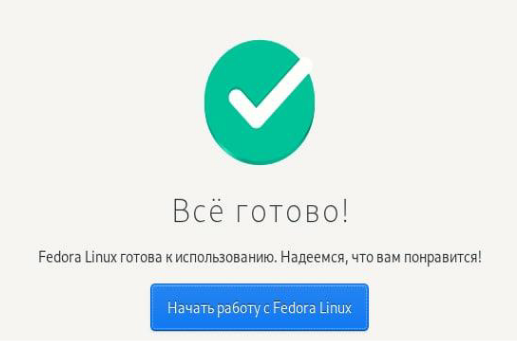 Всё готово!
Fedora Linux готова к использованию. Надеемся, что вам понравится!
Начать работу с Fedora Linux